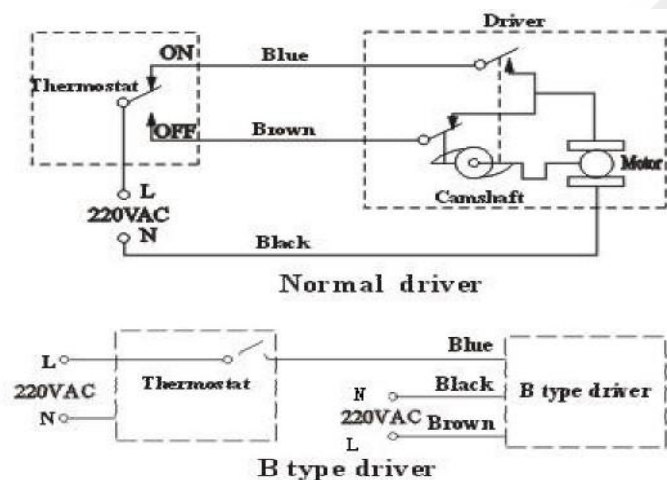 Driver
ON
Blue
Thermostat
OFF
Brown
Motor
Camshaft
L
220VAC
N
Black
Normal driver
Blue
L
Thermostat
N
Black
B type driver
220VAC
220VAC
N
L
Brown
B type driver